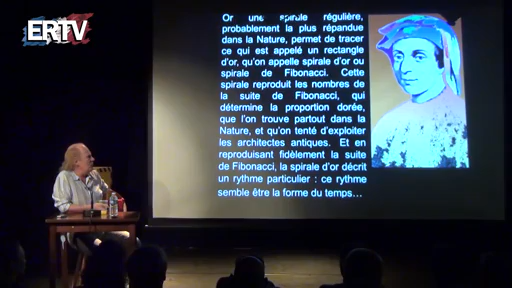 ERTV
Or une spirale régulière,
probablement la plus répandue
dans la Nature, permet de tracer
ce qui est appelé un rectangle
d'or, qu'on appelle spirale d'or ou
spirale de Fibonacci. Cette
spirale reproduit les nombres de
la suite de Fibonacci, qui
détermine la proportion dorée,
que l'on trouve partout dans la
Nature, et qu'on tenté d'exploiter
les architectes antiques. Et en
reproduisant fidèlement la suite
de Fibonacci, la spirale d'or décrit
un rythme particulier : ce rythme
semble être la forme du temps...